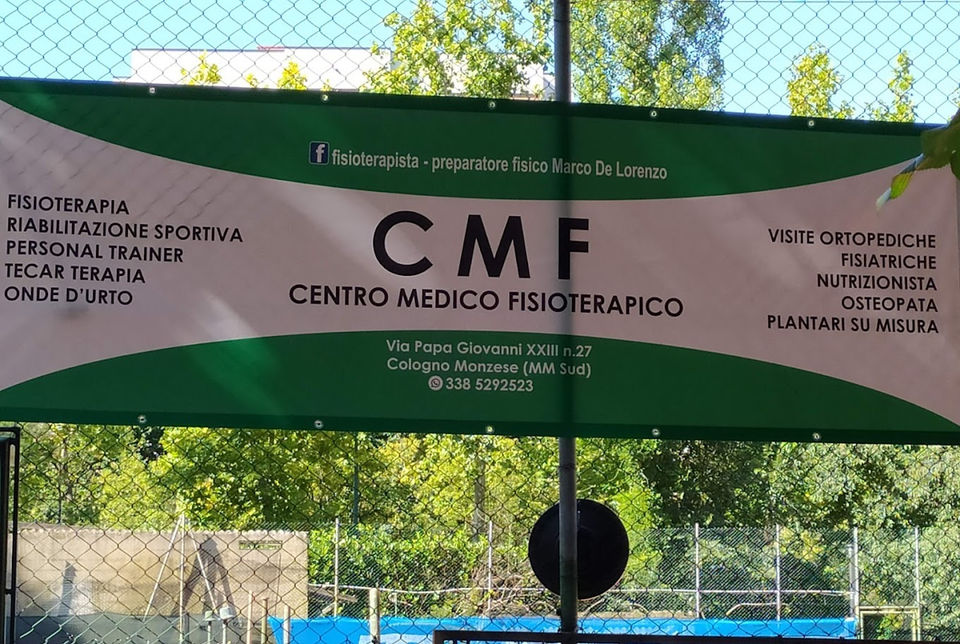 fisioterapista - preparatore fisico Marco De Lorenzo
FISIOTERAPIA
RIABILITAZIONE SPORTIVA
PERSONAL TRAINER
TECAR TERAPIA
ONDE D'URTO
CMF
CENTRO MEDICO FISIOTERAPICO
VISITE ORTOPEDICHE
FISIATRICHE
NUTRIZIONISTA
OSTEOPATA
PLANTARI SU MISURA
Via Papa Giovanni XXIII n.27
Cologno Monzese (MM Sud)
338 5292523